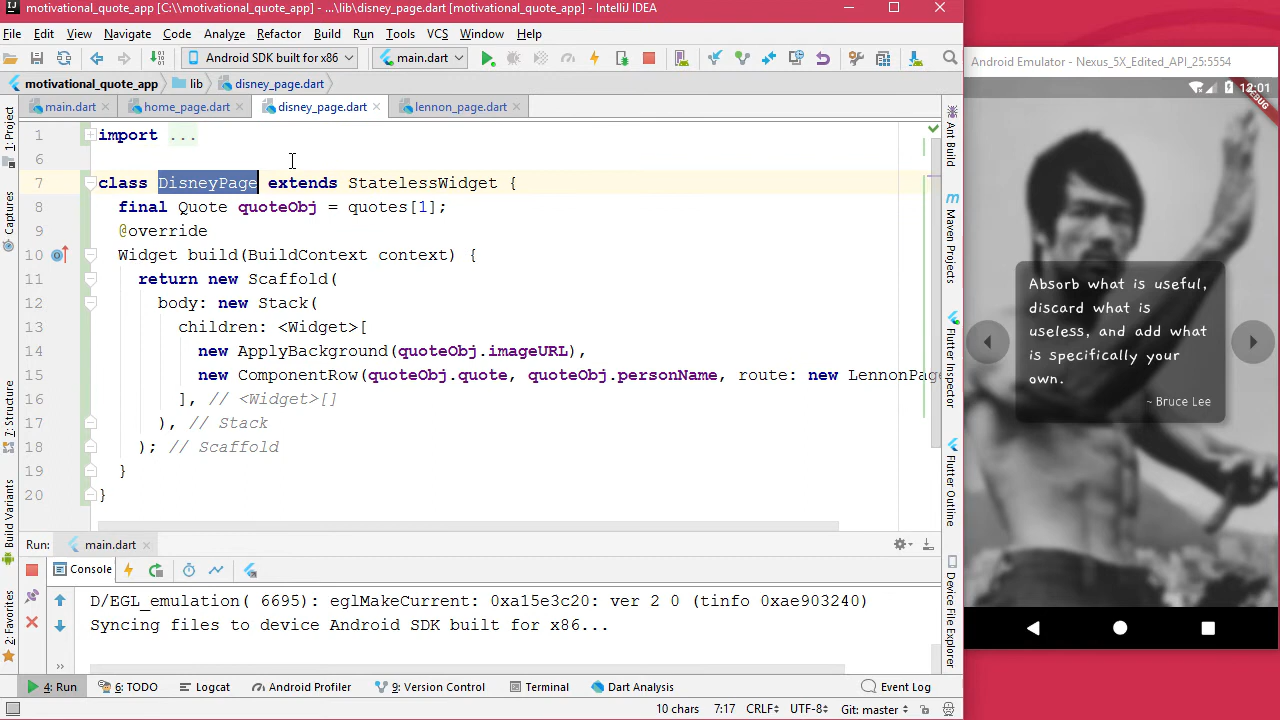 motivational_quote_app [C:\\motivational_quote_app] - ...\lib\disney_page.dart [motivational_quote_app] - IntelliJ IDEA
File Edit View Navigate Code Analyze Refactor Build Run Tools VCS Window Help
Android SDK built for x86 main.dart
motivational_quote_app lib disney_page.dart
main.dart home_page.dart disney_page.dart lennon_page.dart
1: Project
Captures
7: Structure
Build Variants
2: Favorites
1 import ...
6
7 class DisneyPage extends StatelessWidget {
8 final Quote quoteObj = quotes[1];
9 @override
10 Widget build(BuildContext context) {
11 return new Scaffold(
12 body: new Stack(
13 children: <Widget>[
14 new ApplyBackground(quoteObj.imageURL),
15 new ComponentRow(quoteObj.quote, quoteObj.personName, route: new LennonPage
16 ], // <Widget>[]
17 ), // Stack
18 ); // Scaffold
19 }
20 }
Ant Build
Maven Projects
Flutter Inspector
Flutter Outline
Device File Explorer
Run: main.dart
Console
D/EGL_emulation( 6695): eglMakeCurrent: 0xa15e3c20: ver 2 0 (tinfo 0xae903240)
Syncing files to device Android SDK built for x86...
4: Run 6: TODO Logcat Android Profiler 9: Version Control Terminal Dart Analysis Event Log
10 chars 7:17 CRLF UTF-8 Git: master
Android Emulator - Nexus_5X_Edited_API_25:5554
12:01
DEBUG
Absorb what is useful,
discard what is
useless, and add what
is specifically your
own.
~ Bruce Lee